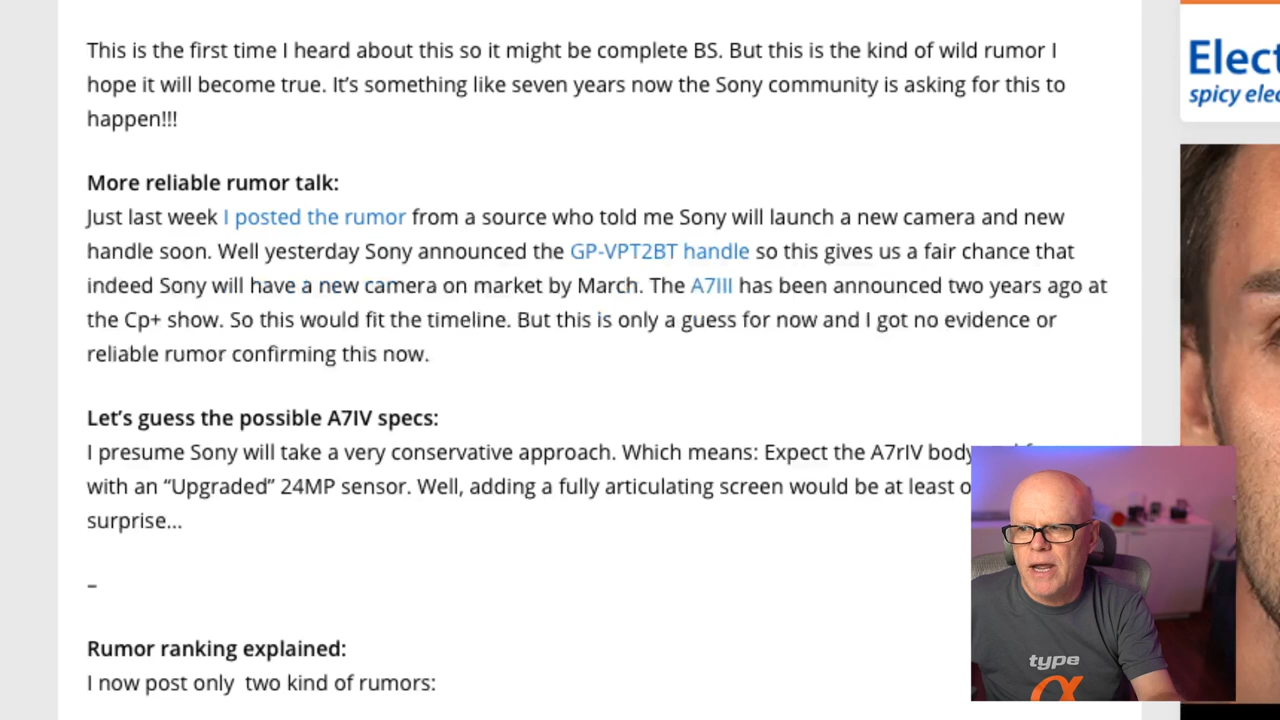 This is the first time I heard about this so it might be complete BS. But this is the kind of wild rumor I
hope it will become true. It’s something like seven years now the Sony community is asking for this to
happen!!!
More reliable rumor talk:
Just last week I posted the rumor from a source who told me Sony will launch a new camera and new
handle soon. Well yesterday Sony announced the GP-VPT2BT handle so this gives us a fair chance that
indeed Sony will have a new camera on market by March. The A7III has been announced two years ago at
the Cp+ show. So this would fit the timeline. But this is only a guess for now and I got no evidence or
reliable rumor confirming this now.
Let’s guess the possible A7IV specs:
I presume Sony will take a very conservative approach. Which means: Expect the A7rIV body
with an “Upgraded” 24MP sensor. Well, adding a fully articulating screen would be at least
surprise...
–
Rumor ranking explained:
I now post only two kind of rumors:
Elect
spicy elec
type
α